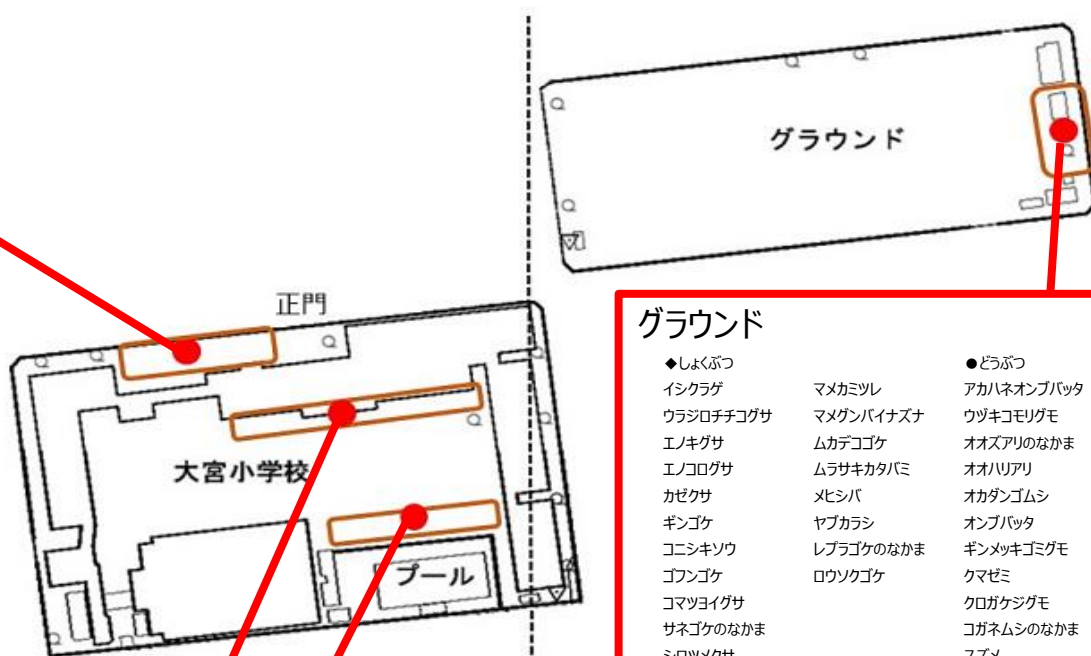 グラウンド
正門
大宮小学校
プール
グラウンド
◆しょくぶつ
イシクラゲ
ウラジロチチコグサ
エノキグサ
エノコログサ
カゼクサ
ギンゴケ
コニシキソウ
ゴフンゴケ
コマツヨイグサ
サネゴケのなかま
シロツメクサ
マメカミツレ
マメグンバイナズナ
ムカデコゴケ
ムラサキカタバミ
メヒシバ
ヤブカラシ
レプラゴケのなかま
ロウソクゴケ
●どうぶつ
アカハネオンブバッタ
ウヅキコモリグモ
オオズアリのなかま
オオハリアリ
オカダンゴムシ
オンブバッタ
ギンメッキゴミグモ
クマゼミ
クロガケジグモ
コガネムシのなかま
スズメ